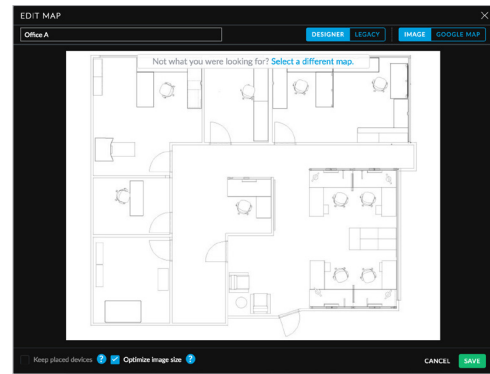 EDIT MAP
Office A
DESIGNER LEGACY IMAGE GOOGLE MAP
Not what you were looking for? Select a different map.
Keep placed devices ? Optimize image size ?
CANCEL SAVE